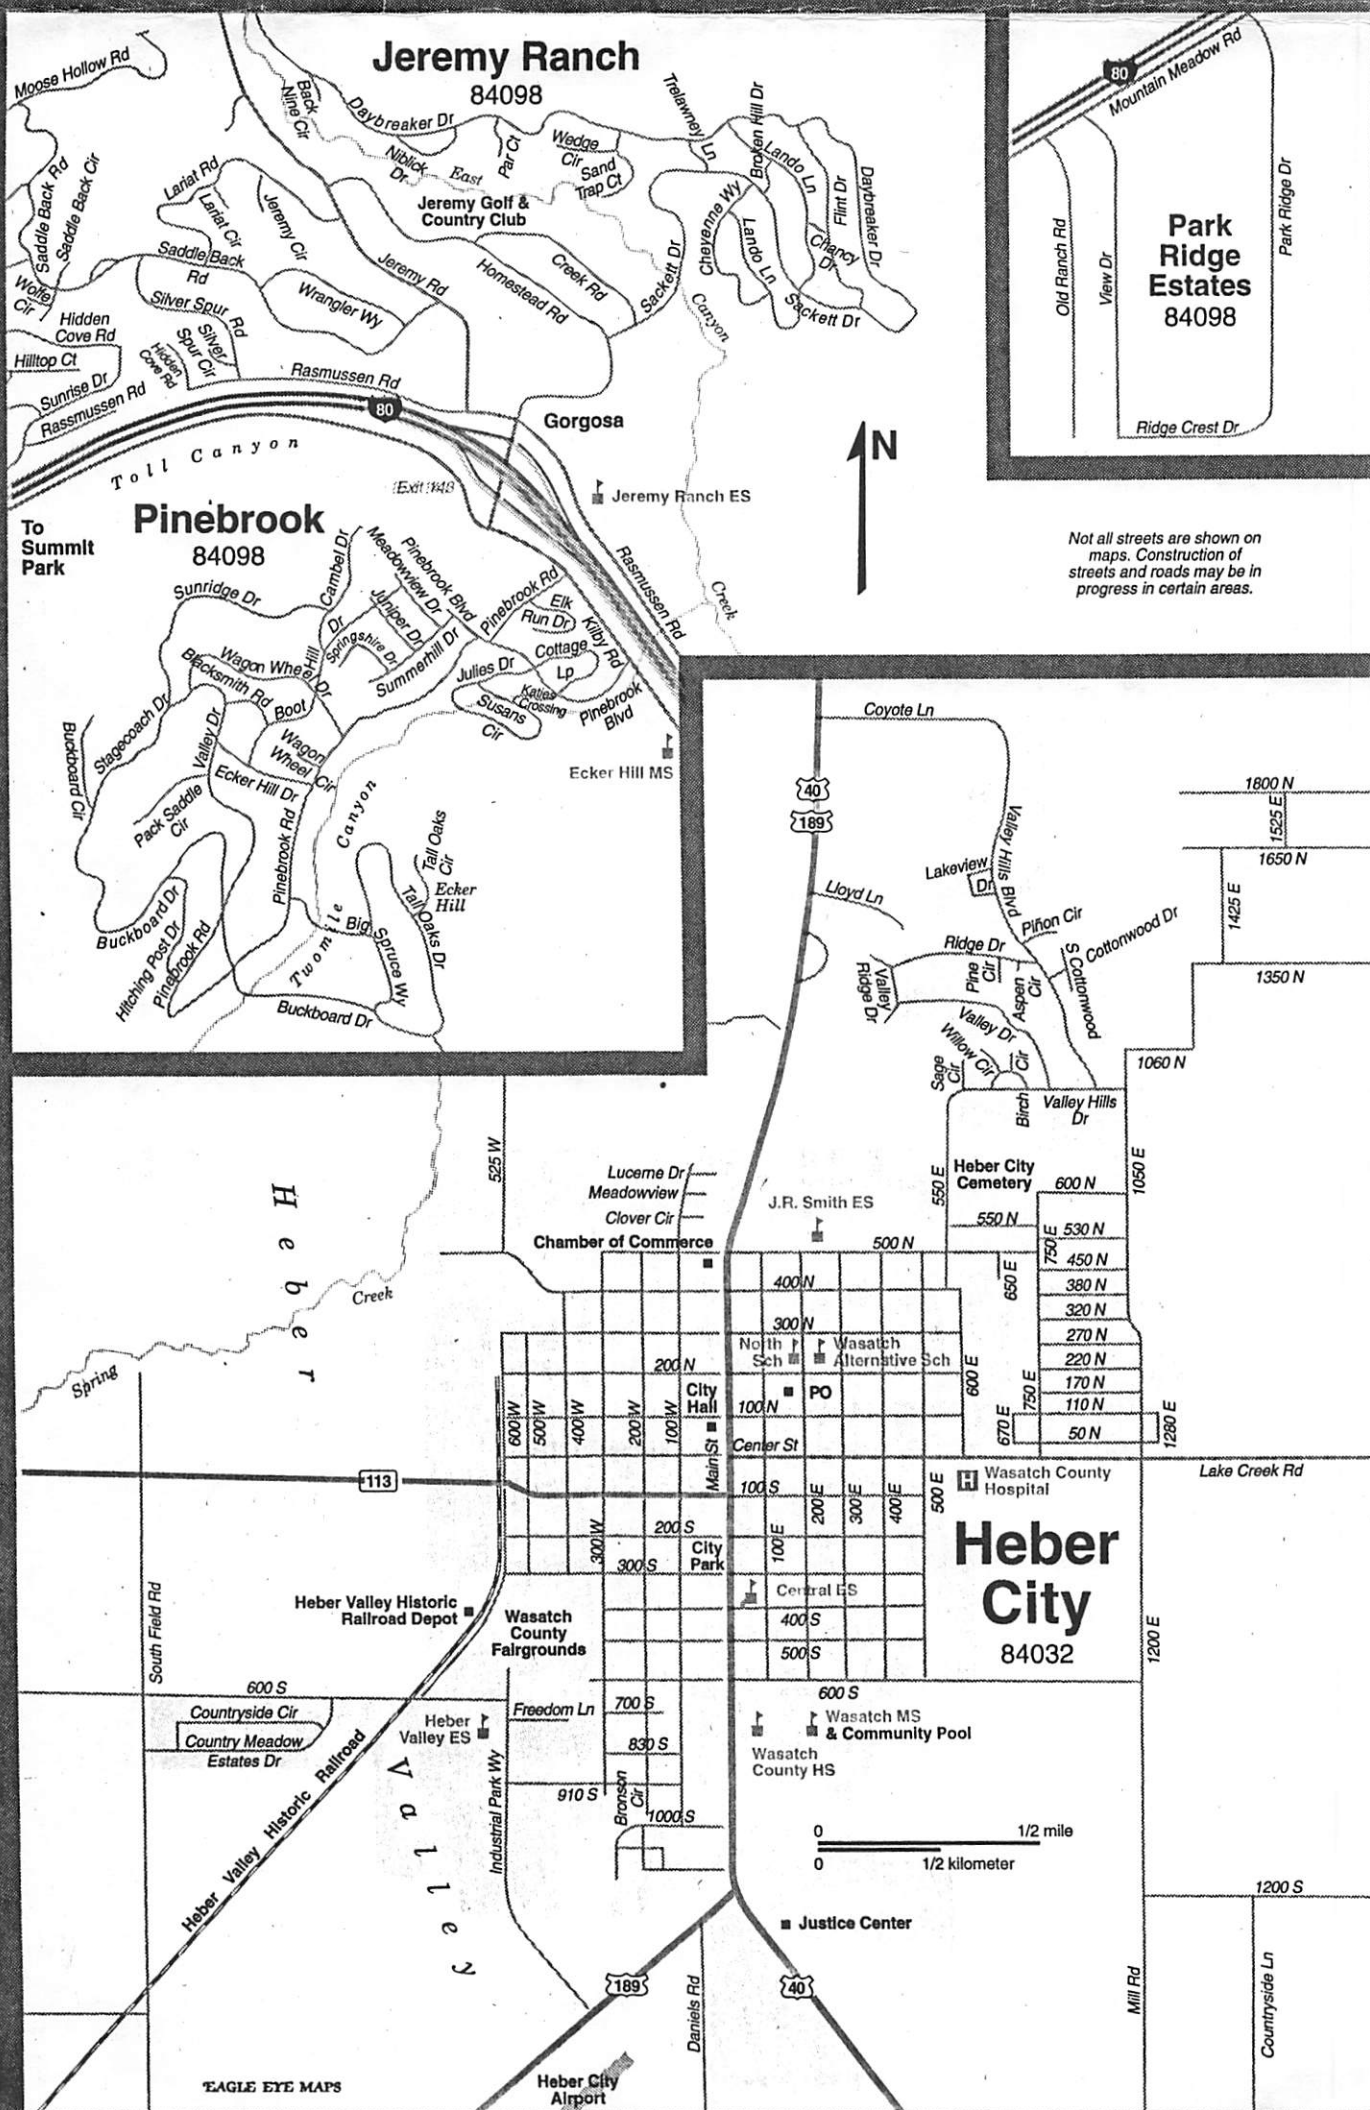 Jeremy Ranch
84098
Moose Hollow Rd
Back
Nine Cir
Daybreaker Dr
Niblick
Dr
East
Par Ct
Wedge
Cir
Sand
Trap Ct
Trelawney
Ln
Broken Hill Dr
Lando Ln
Flint Dr
Daybreaker Dr
Saddle Back Rd
Saddle Back Cir
Lariat Rd
Lariat Cir
Jeremy Cir
Jeremy Golf &
Country Club
Cheyenne Wy
Lando Ln
Chancy
Dr
Sackett Dr
Sackett Dr
Canyon
Wolfe
Cir
Saddle Back
Rd
Jeremy Rd
Homestead Rd
Creek Rd
Wrangler Wy
Silver Spur Rd
Silver
Spur Cir
Hidden
Cove Rd
Hidden
Cove Rd
Hilltop Ct
Sunrise Dr
Rassmussen Rd
Rasmussen Rd
80
Gorgosa
Toll Canyon
Exit 143
Jeremy Ranch ES
N
80
Mountain Meadow Rd
Old Ranch Rd
View Dr
Park
Ridge
Estates
84098
Park Ridge Dr
Ridge Crest Dr
Not all streets are shown on
maps. Construction of
streets and roads may be in
progress in certain areas.
To
Summit
Park
Pinebrook
84098
Sunridge Dr
Cambel Dr
Meadowview Dr
Pinebrook Blvd
Juniper Dr
Pinebrook Rd
Elk
Run Dr
Kilby Rd
Rasmussen Rd
Creek
Springshire Dr
Summerhill Dr
Hill
Dr
Wagon Wheel
Dr
Blacksmith Rd
Boot
Julies Dr
Cottage
Lp
Katies
Crossing
Susans
Cir
Pinebrook
Blvd
Ecker Hill MS
Stagecoach Dr
Buckboard Cir
Valley Dr
Wagon
Wheel Cir
Ecker Hill Dr
Pack Saddle
Cir
Pinebrook Rd
Canyon
Twomile
Tall Oaks
Cir
Ecker
Hill
Tall Oaks Dr
Big
Spruce Wy
Buckboard Dr
Hitching Post Dr
Pinebrook Rd
Buckboard Dr
Coyote Ln
40
189
Valley Hills Blvd
Lakeview
Dr
Lloyd Ln
1800 N
1525 E
1650 N
1425 E
1350 N
Piñon Cir
Cottonwood Dr
S Cottonwood
Ridge Dr
Pine
Cir
Aspen
Cir
Valley
Ridge Dr
Valley Dr
Willow Cir
Cir
Birch
Sage
Cir
Valley Hills
Dr
1060 N
1050 E
Heber
525 W
Lucerne Dr
Meadowview
Clover Cir
Chamber of Commerce
J.R. Smith ES
550 E
Heber City
Cemetery
600 N
550 N
530 N
500 N
750 E
450 N
650 E
400 N
380 N
320 N
300 N
270 N
North
Sch
Wasatch
Alternative Sch
220 N
200 N
600 E
170 N
City
Hall
PO
750 E
110 N
100 N
670 E
50 N
1280 E
Spring
Creek
600 W
500 W
400 W
200 W
100 W
Main St
Center St
Lake Creek Rd
113
100 S
200 E
300 E
400 E
500 E
H
Wasatch County
Hospital
300 W
200 S
City
Park
100 E
300 S
Heber
City
84032
Central ES
400 S
500 S
Heber Valley Historic
Railroad Depot
Wasatch
County
Fairgrounds
South Field Rd
1200 E
600 S
600 S
Countryside Cir
Country Meadow
Estates Dr
Heber
Valley ES
Freedom Ln
700 S
Wasatch MS
& Community Pool
Wasatch
County HS
830 S
Heber Valley Historic Railroad
Valley
Industrial Park Wy
910 S
Bronson
Cir
1000 S
0
1/2 mile
0
1/2 kilometer
1200 S
Justice Center
189
40
Daniels Rd
Mill Rd
Countryside Ln
EAGLE EYE MAPS
Heber City
Airport